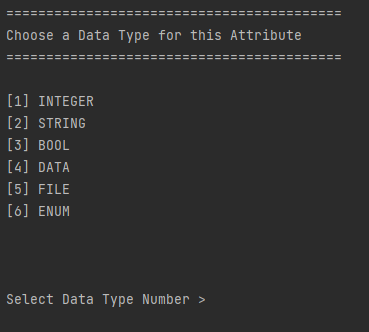 ==========================================
Choose a Data Type for this Attribute
==========================================
[1] INTEGER
[2] STRING
[3] BOOL
[4] DATA
[5] FILE
[6] ENUM
Select Data Type Number >